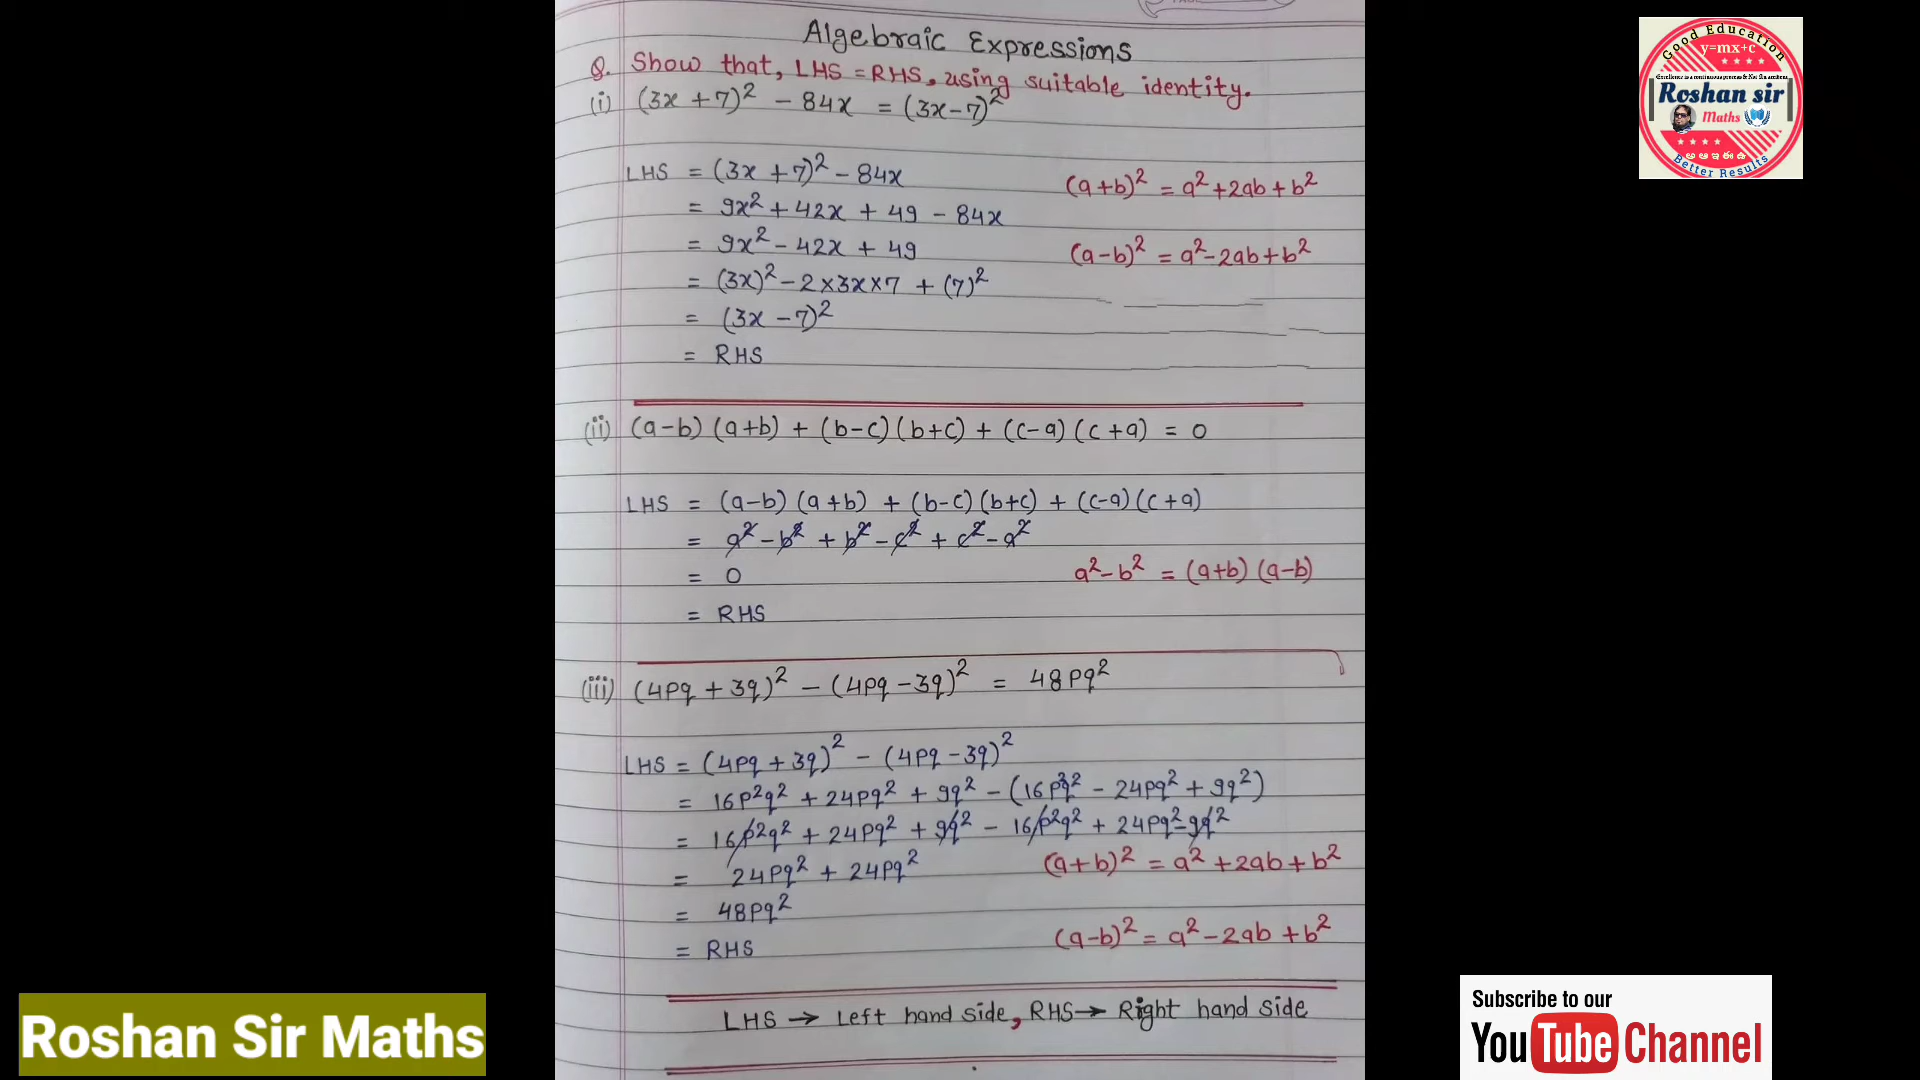 Algebraic Expressions
Q. Show that, LHS = RHS, using suitable identity.
(i) (3x + 7)² - 84x = (3x-7)²
LHS = (3x + 7)² - 84x
(a+b)² = a²+2ab+b²
= 9x² + 42x + 49 - 84x
= 9x² - 42x + 49
(a-b)² = a²-2ab+b²
= (3x)² - 2×3x×7 + (7)²
= (3x - 7)²
= RHS
(ii) (a-b) (a+b) + (b-c) (b+c) + (c-a) (c+a) = 0
LHS = (a-b) (a+b) + (b-c) (b+c) + (c-a) (c+a)
= a² - b² + b² - c² + c² - a²
= 0
a²-b² = (a+b) (a-b)
= RHS
(iii) (4pq + 3q)² - (4pq - 3q)² = 48pq²
LHS = (4pq + 3q)² - (4pq - 3q)²
= 16p²q² + 24pq² + 9q² - (16p²q² - 24pq² + 9q²)
= 16p²q² + 24pq² + 9q² - 16p²q² + 24pq² - 9q²
= 24pq² + 24pq²
(a+b)² = a² + 2ab + b²
= 48pq²
(a-b)² = a² - 2ab + b²
= RHS
LHS → Left hand side, RHS → Right hand side
Good Education
y=mx+c
Roshan sir
Maths
Better Results
Roshan Sir Maths
Subscribe to our
YouTube Channel